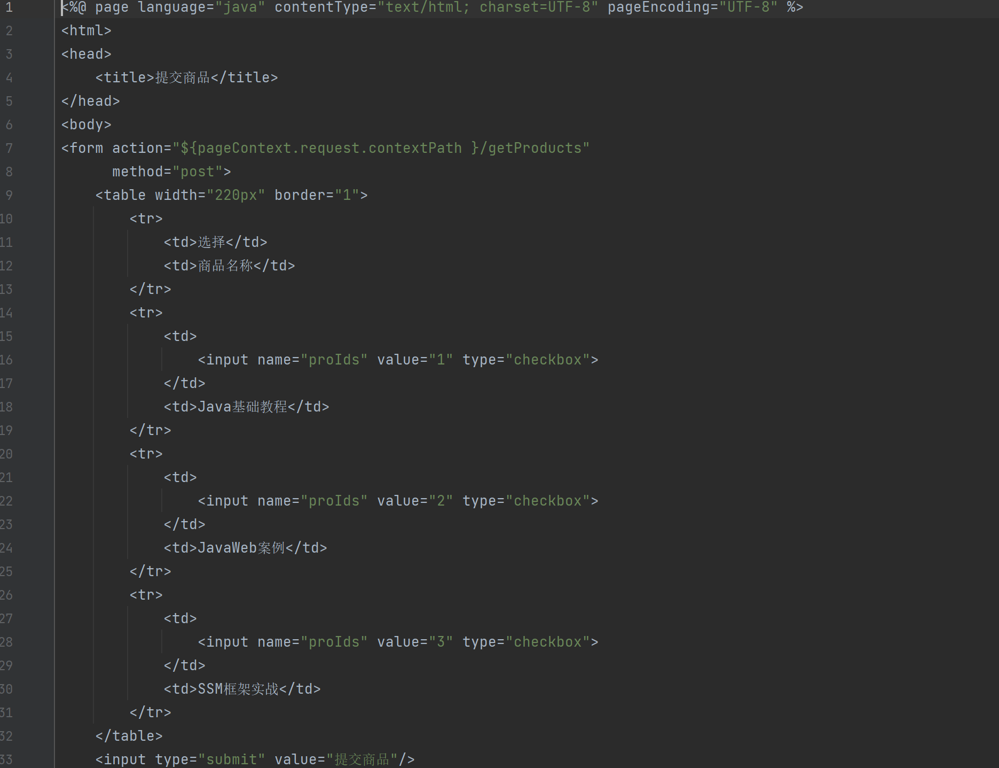 1 <%@ page language="java" contentType="text/html; charset=UTF-8" pageEncoding="UTF-8" %>
2 <html>
3 <head>
4 <title>提交商品</title>
5 </head>
6 <body>
7 <form action="${pageContext.request.contextPath }/getProducts"
8 method="post">
9 <table width="220px" border="1">
10 <tr>
11 <td>选择</td>
12 <td>商品名称</td>
13 </tr>
14 <tr>
15 <td>
16 <input name="proIds" value="1" type="checkbox">
17 </td>
18 <td>Java基础教程</td>
19 </tr>
20 <tr>
21 <td>
22 <input name="proIds" value="2" type="checkbox">
23 </td>
24 <td>JavaWeb案例</td>
25 </tr>
26 <tr>
27 <td>
28 <input name="proIds" value="3" type="checkbox">
29 </td>
30 <td>SSM框架实战</td>
31 </tr>
32 </table>
33 <input type="submit" value="提交商品"/>